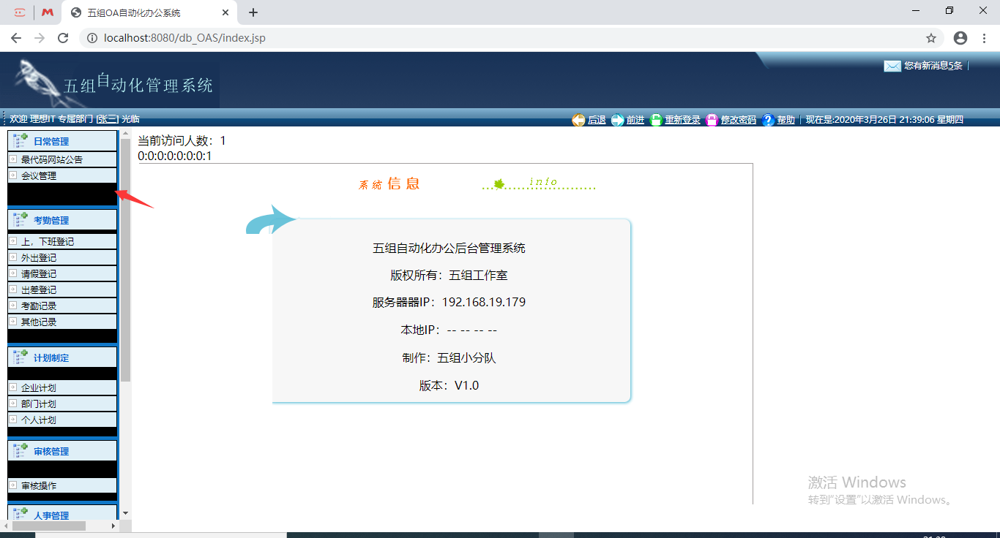 五组OA自动化办公系统
localhost:8080/db_OAS/index.jsp
五组自动化管理系统
您有新消息5条
欢迎 理想IT 专属部门 [张三] 光临
后退 前进 重新登录 修改密码 帮助 现在是:2020年3月26日 21:39:06 星期四
日常管理
最代码网站公告
会议管理
考勤管理
上，下班登记
外出登记
请假登记
出差登记
考勤记录
其他记录
计划制定
企业计划
部门计划
个人计划
审核管理
审核操作
人事管理
当前访问人数：1
0:0:0:0:0:0:0:1
系统信息 info
五组自动化办公后台管理系统
版权所有：五组工作室
服务器器IP：192.168.19.179
本地IP：-- -- -- --
制作：五组小分队
版本：V1.0
激活 Windows
转到"设置"以激活 Windows。